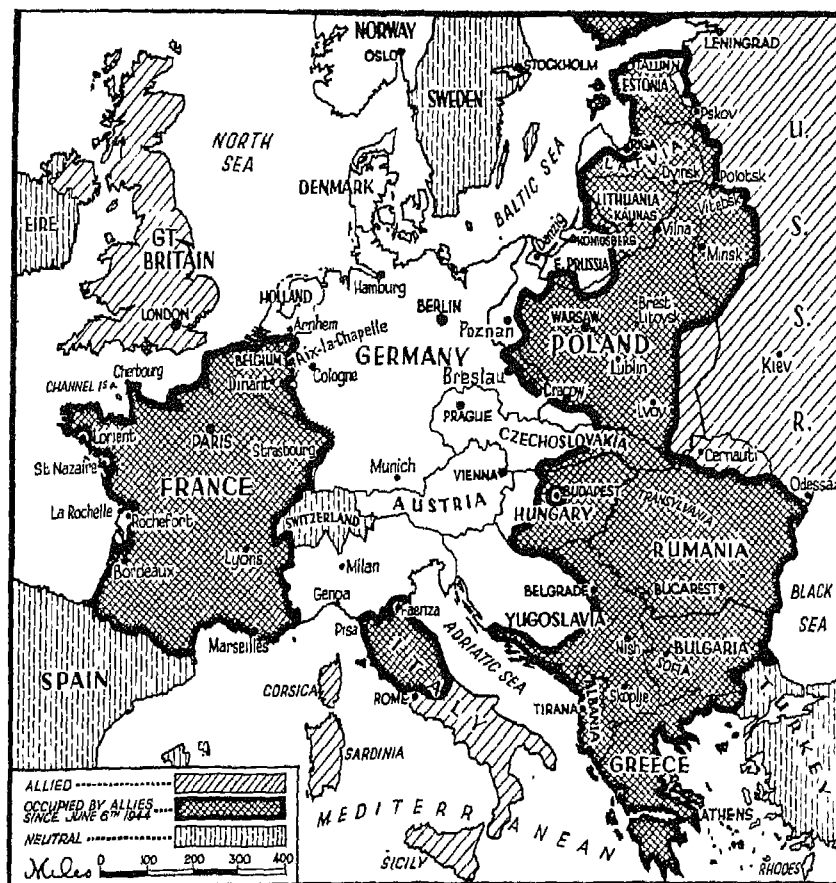 NORWAY
OSLO
LENINGRAD
STOCKHOLM
TALLINN
ESTONIA
SWEDEN
Pskov
U.
NORTH
SEA
RIGA
LATVIA
Dvinsk
Polotsk
DENMARK
BALTIC SEA
LITHUANIA
KAUNAS
Vitebsk
EIRE
GT.
BRITAIN
Danzig
KÖNIGSBERG
Vilna
S.
E. PRUSSIA
Minsk
HOLLAND
Hamburg
LONDON
BERLIN
Poznan
WARSAW
Brest
Litovsk
S.
Arnhem
Aix-la-Chapelle
GERMANY
POLAND
BELGIUM
Cologne
Lublin
Kiev
Cherbourg
CHANNEL IS.
Dinant
Breslau
Cracow
Lvov
PRAGUE
R.
Lorient
PARIS
Strasbourg
CZECHOSLOVAKIA
Cernauti
St Nazaire
Munich
VIENNA
FRANCE
AUSTRIA
BUDAPEST
TRANSYLVANIA
Odessa
La Rochelle
Rochefort
SWITZERLAND
HUNGARY
RUMANIA
Lyons
Bordeaux
Milan
BELGRADE
BUCAREST
BLACK
SEA
Genoa
Faenza
YUGOSLAVIA
Marseilles
Pisa
ADRIATIC SEA
Nish
BULGARIA
SOFIA
SPAIN
ITALY
CORSICA
ROME
TIRANA
ALBANIA
Skoplje
TURKEY
SARDINIA
GREECE
ALLIED
OCCUPIED BY ALLIES
SINCE JUNE 6TH 1944
NEUTRAL
MEDITERRANEAN
ATHENS
Miles 0 100 200 300 400
SICILY
RHODES